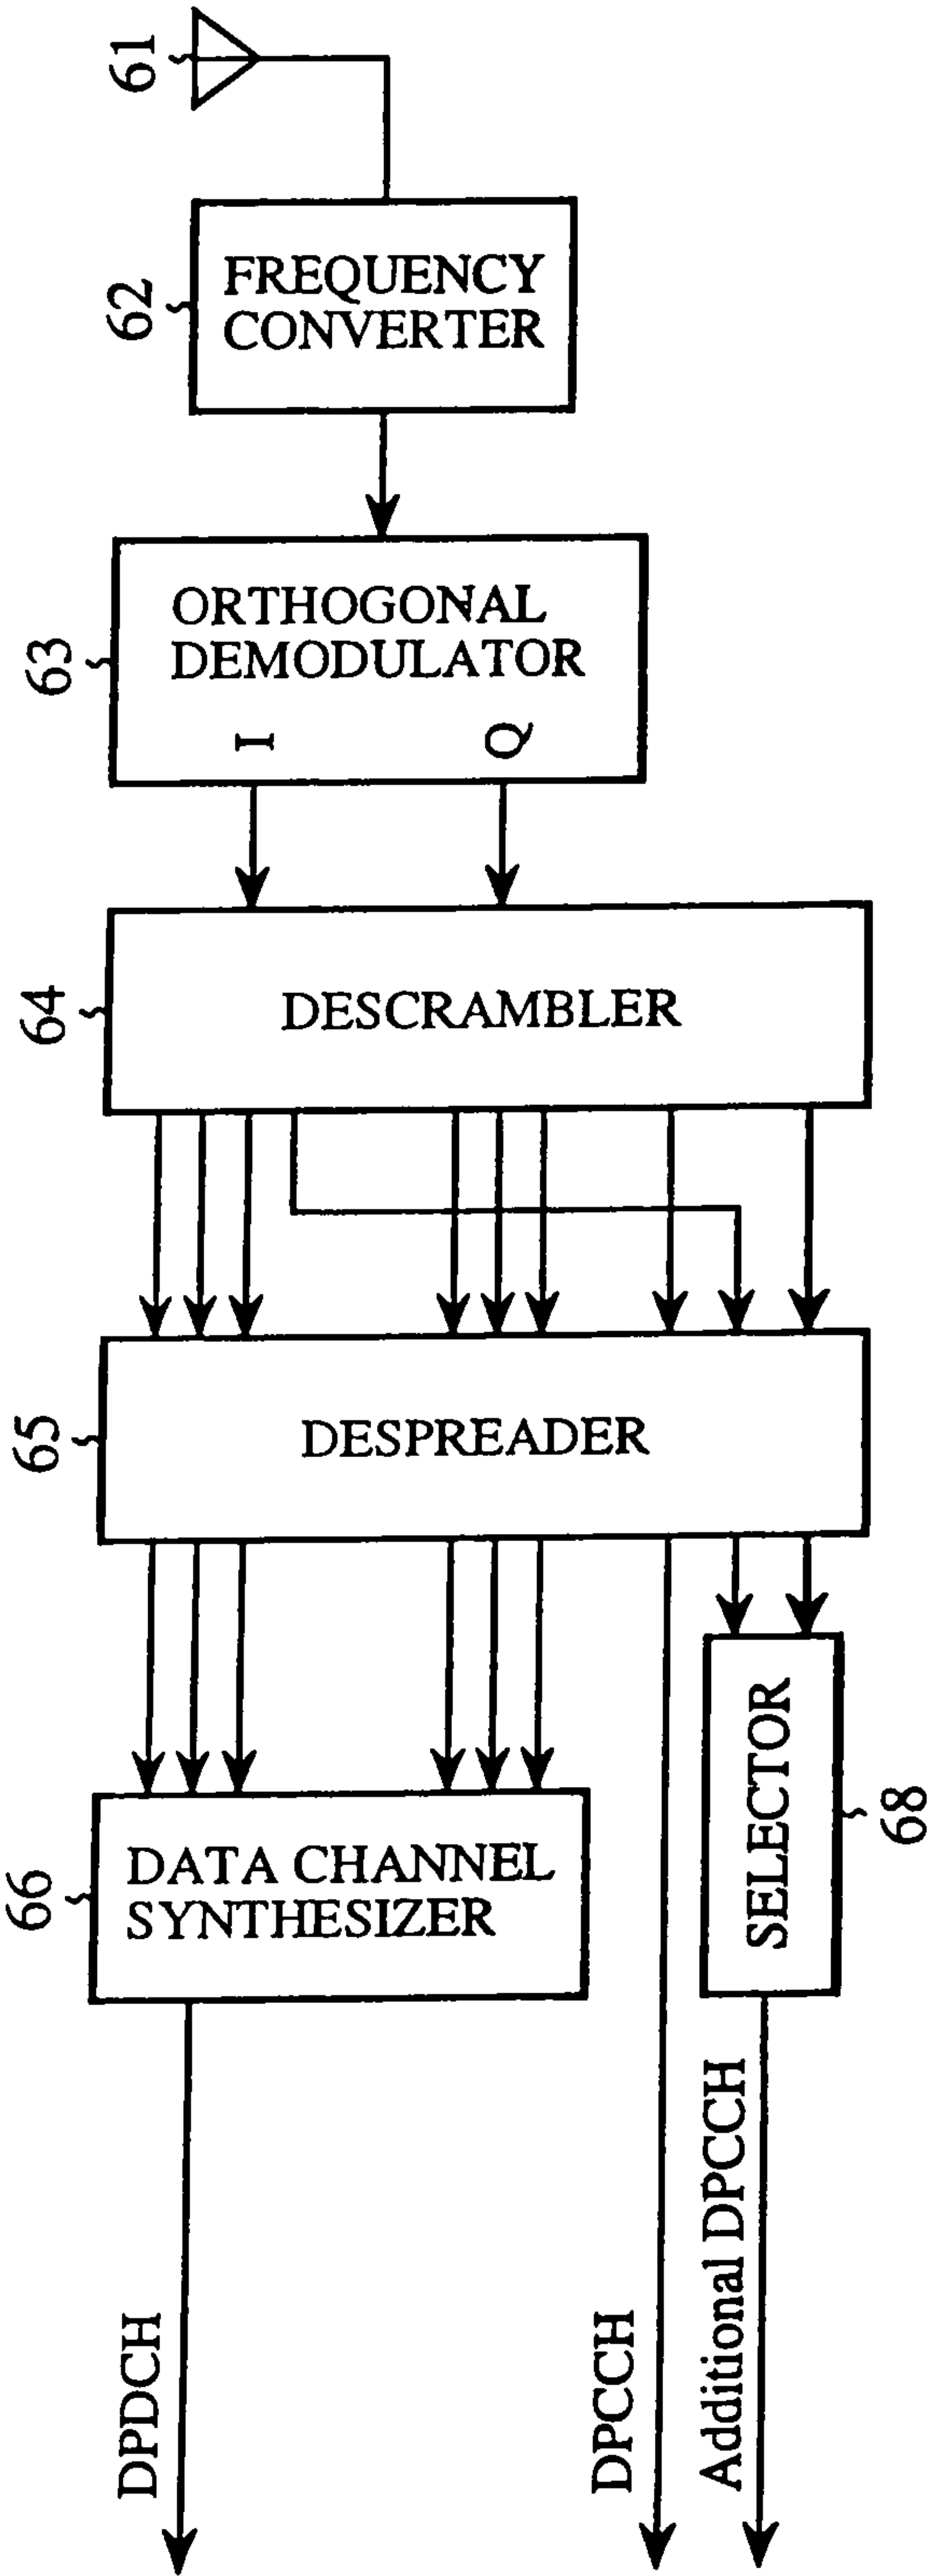 61
62
FREQUENCY
CONVERTER
63
ORTHOGONAL
DEMODULATOR
I
Q
64
DESCRAMBLER
65
DESPREADER
66
DATA CHANNEL
SYNTHESIZER
SELECTOR
68
DPDCH
DPCCH
Additional DPCCH